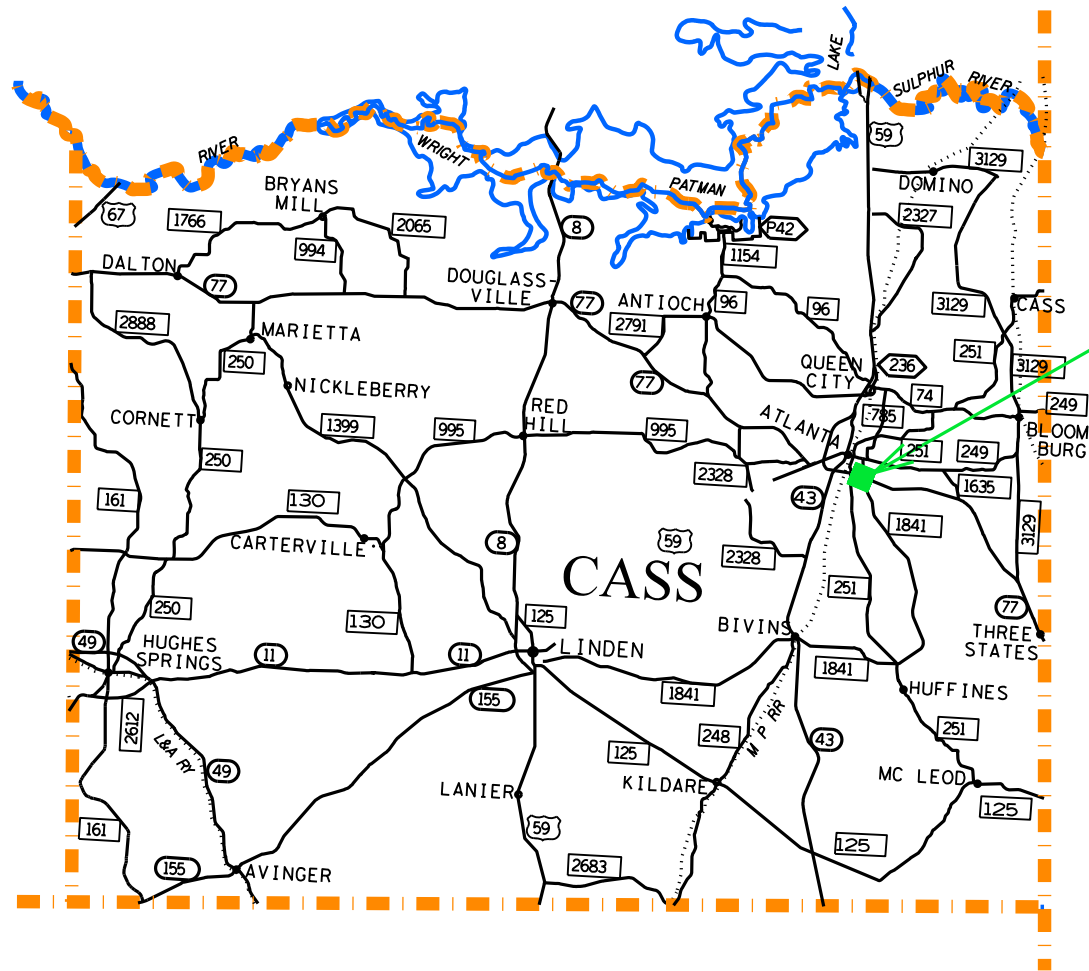 LAKE
SULPHUR
RIVER
59
RIVER
WRIGHT
3129
PATMAN
DOMINO
BRYANS
MILL
67
1766
2065
8
P42
2327
994
1154
DALTON
77
DOUGLASS-
VILLE
77
ANTIOCH
96
96
3129
CASS
2888
MARIETTA
2791
250
251
QUEEN
CITY
236
3129
NICKLEBERRY
77
74
249
CORNETT
1399
995
RED
HILL
995
ATLANTA
785
BLOOM
BURG
250
2328
1251
249
161
130
43
1635
CARTERVILLE
8
59
2328
1841
3129
CASS
250
130
125
251
77
49
HUGHES
SPRINGS
11
11
LINDEN
BIVINS
THREE
STATES
1841
155
1841
HUFFINES
2612
L&A RY
49
125
248
M P RR
43
251
LANIER
KILDARE
MC LEOD
161
59
125
125
155
AVINGER
2683